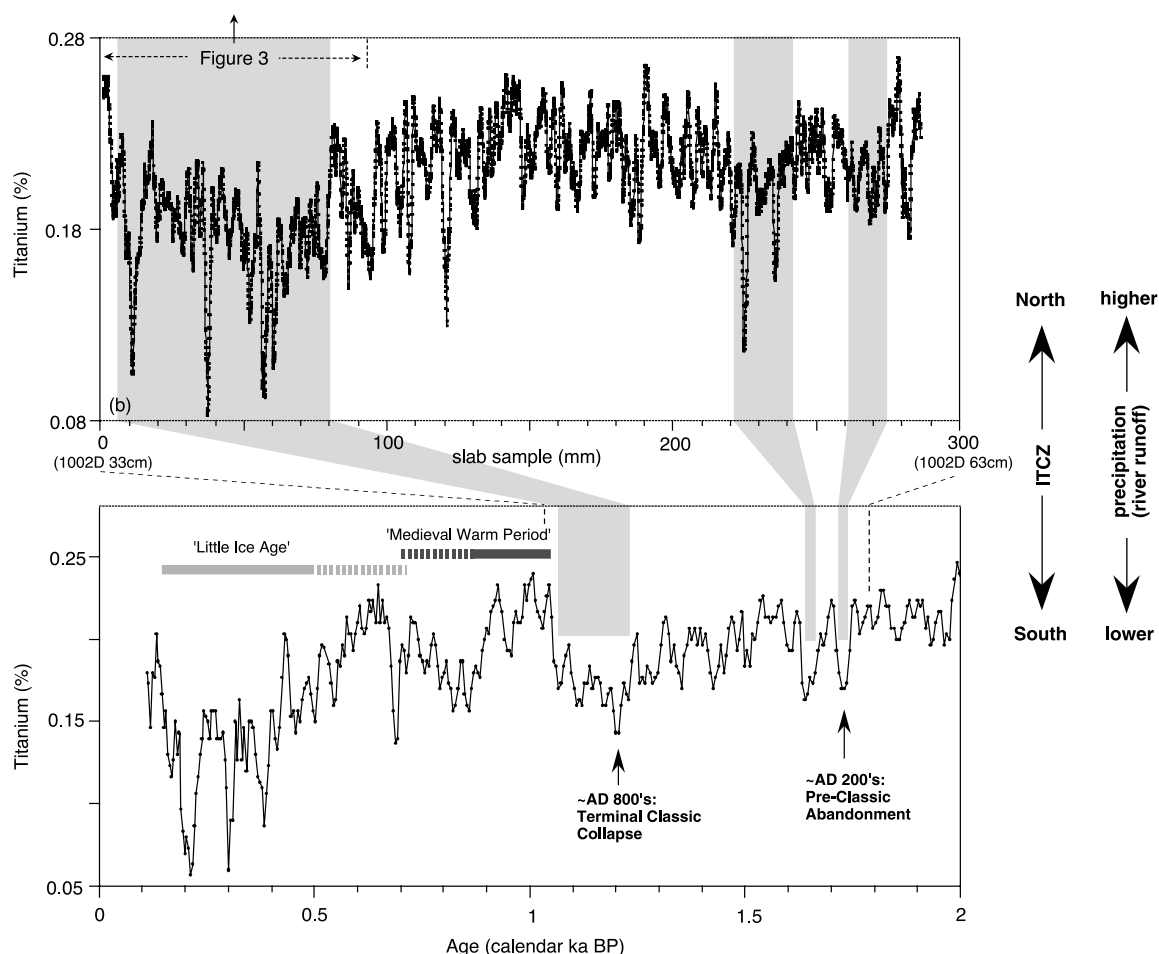 0.28
Figure 3
Titanium (%)
0.18
(b)
0.08
0
100
200
300
slab sample (mm)
(1002D 33cm)
(1002D 63cm)
North
higher
ITCZ
precipitation
(river runoff)
South
lower
'Little Ice Age'
'Medieval Warm Period'
0.25
Titanium (%)
0.15
0.05
~AD 800's:
Terminal Classic
Collapse
~AD 200's:
Pre-Classic
Abandonment
0
0.5
1
1.5
2
Age (calendar ka BP)